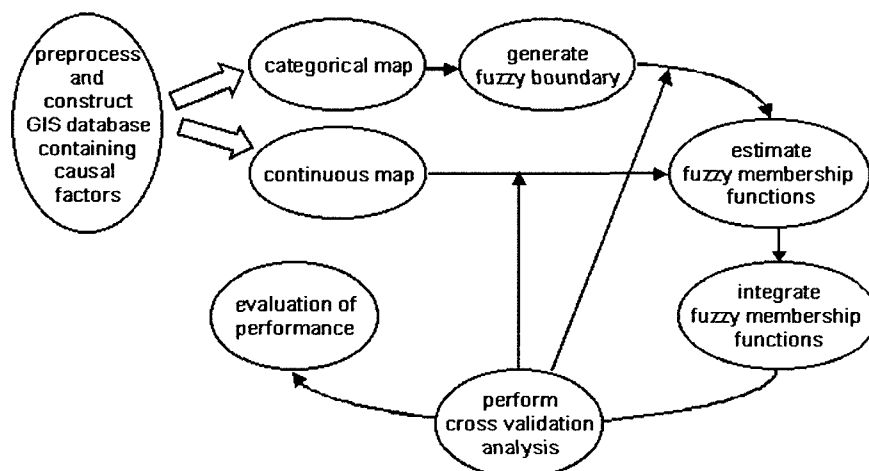 preprocess
and
construct
GIS database
containing
causal
factors
categorical map
generate
fuzzy boundary
continuous map
estimate
fuzzy membership
functions
evaluation of
performance
integrate
fuzzy membership
functions
perform
cross validation
analysis